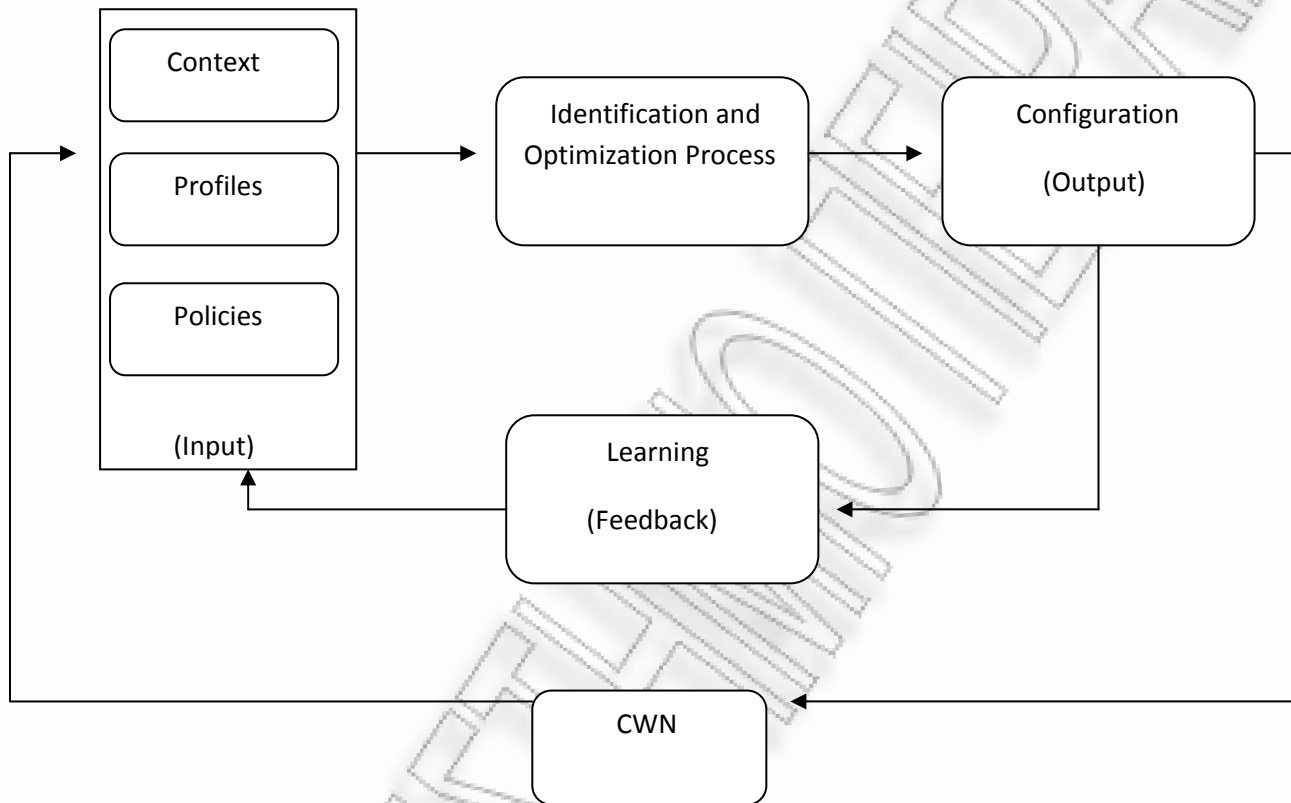 Context
Profiles
Policies
(Input)
Identification and
Optimization Process
Configuration
(Output)
Learning
(Feedback)
CWN